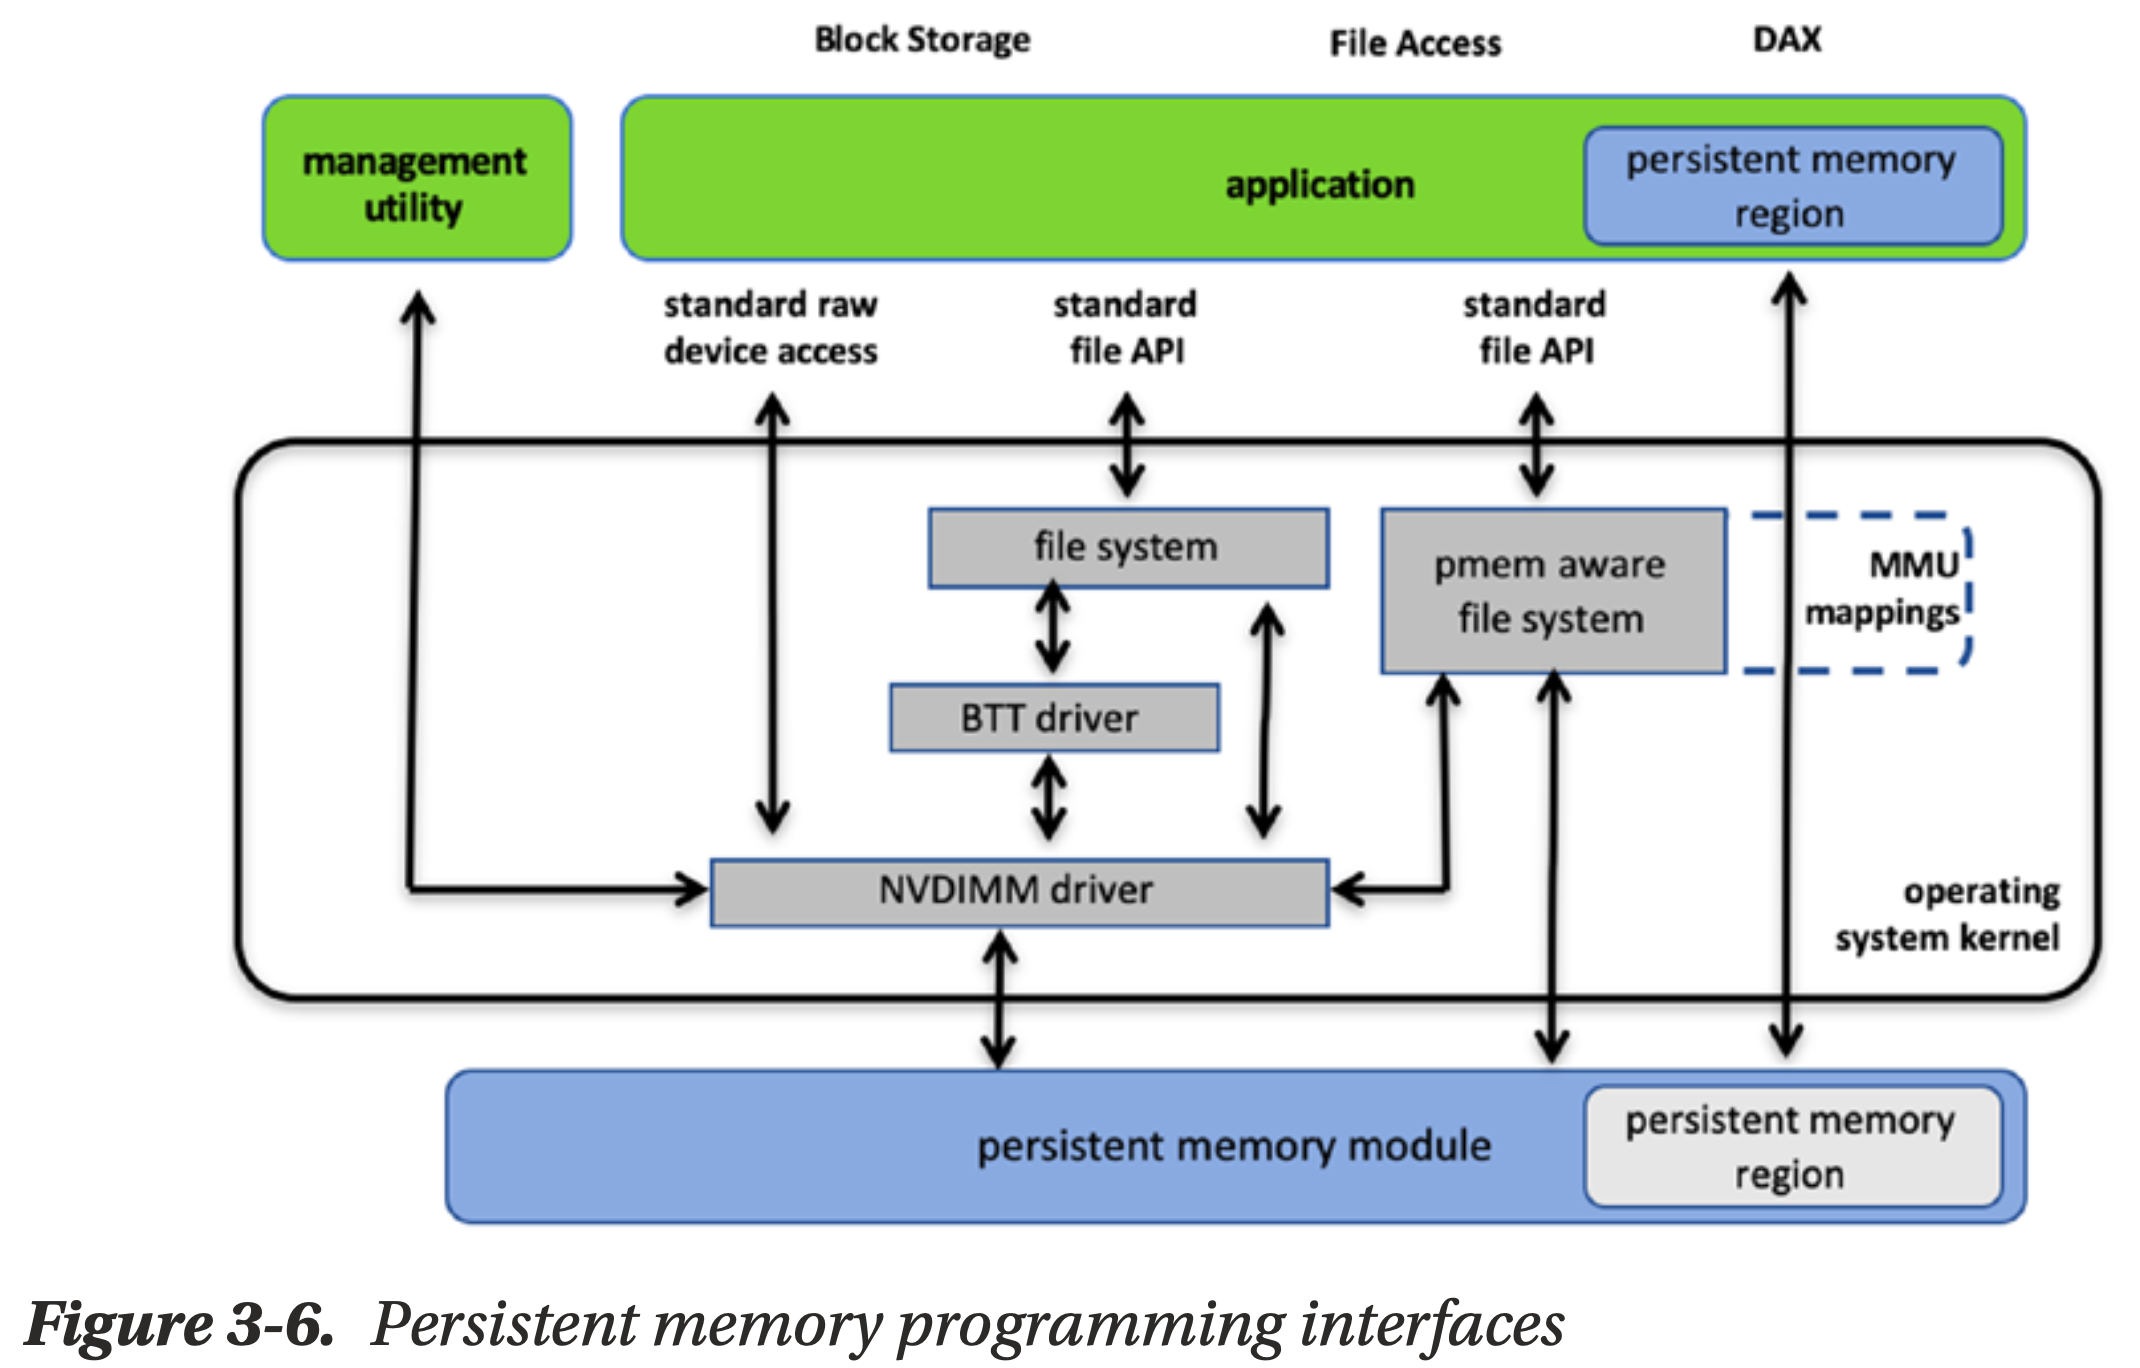 Block Storage
File Access
DAX
management
utility
application
persistent memory
region
standard raw
device access
standard
file API
standard
file API
file system
pmem aware
file system
MMU
mappings
BTT driver
NVDIMM driver
operating
system kernel
persistent memory module
persistent memory
region
Figure 3-6. Persistent memory programming interfaces